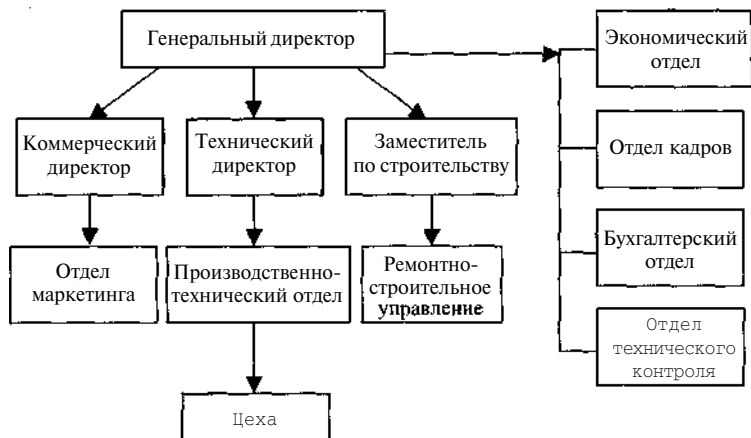 Генеральный директор
Экономический
отдел
Коммерческий
директор
Технический
директор
Заместитель
по строительству
Отдел кадров
Отдел
маркетинга
Производственно-
технический отдел
Ремонтно-
строительное
управление
Бухгалтерский
отдел
Отдел
технического
контроля
Цеха